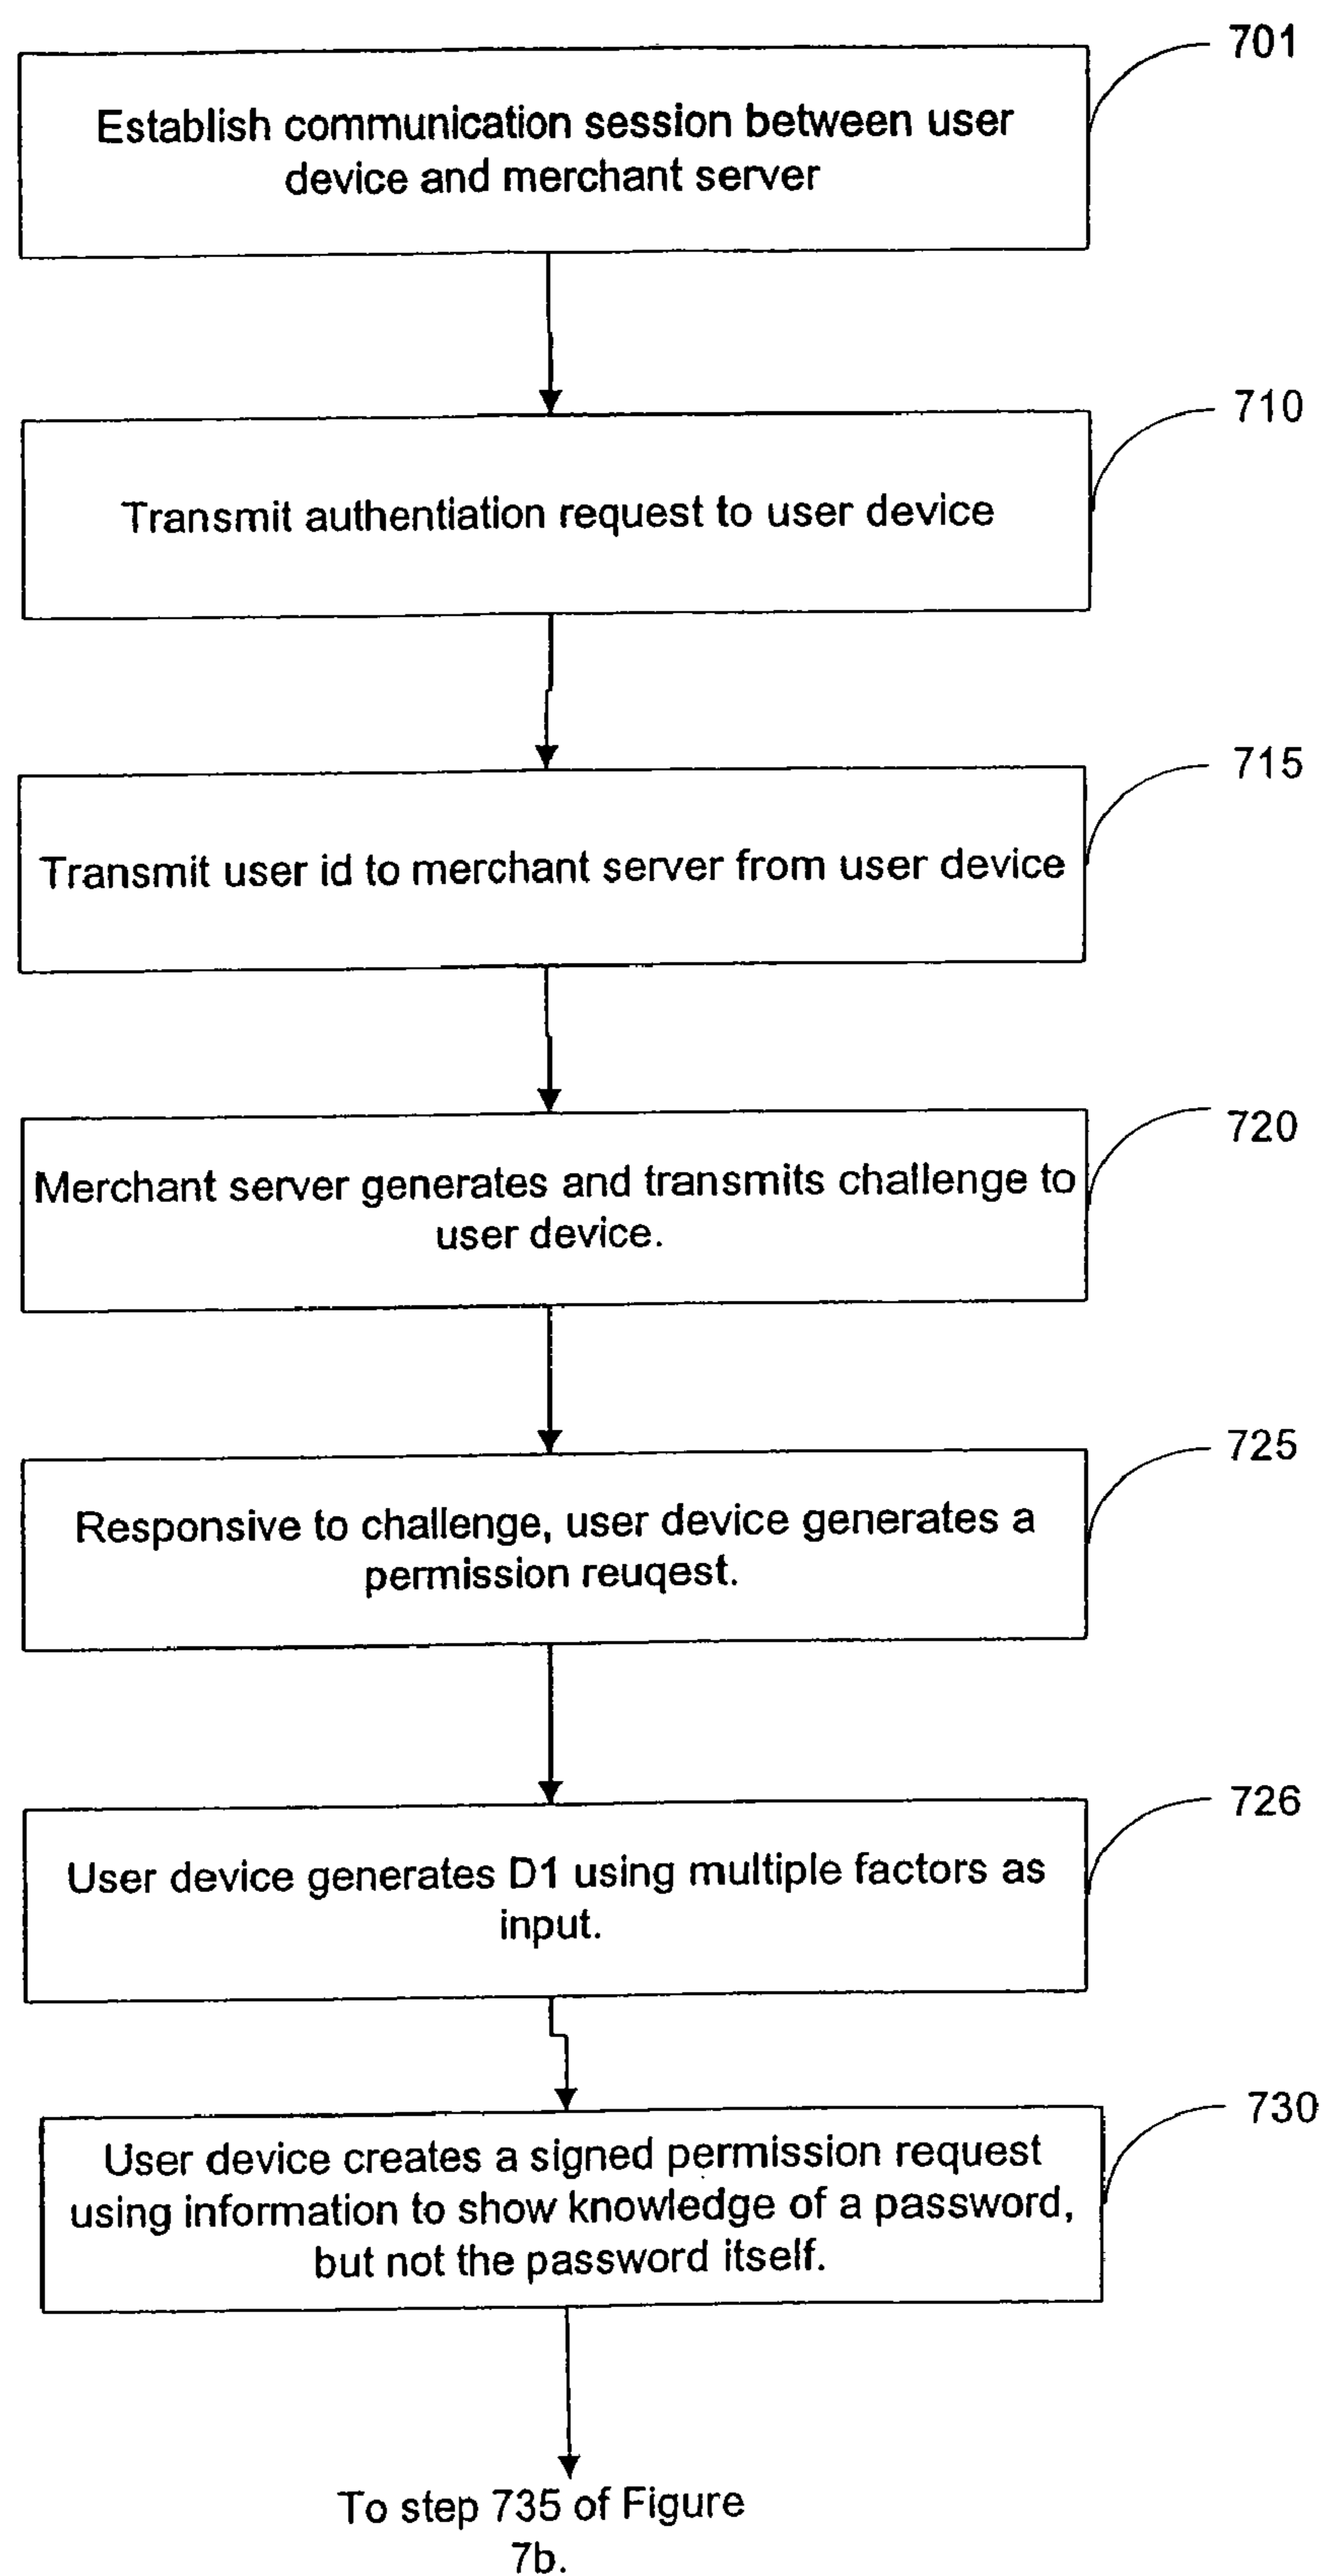 701
Establish communication session between user
device and merchant server
710
Transmit authentiation request to user device
715
Transmit user id to merchant server from user device
720
Merchant server generates and transmits challenge to
user device.
725
Responsive to challenge, user device generates a
permission reuqest.
726
User device generates D1 using multiple factors as
input.
730
User device creates a signed permission request
using information to show knowledge of a password,
but not the password itself.
To step 735 of Figure
7b.